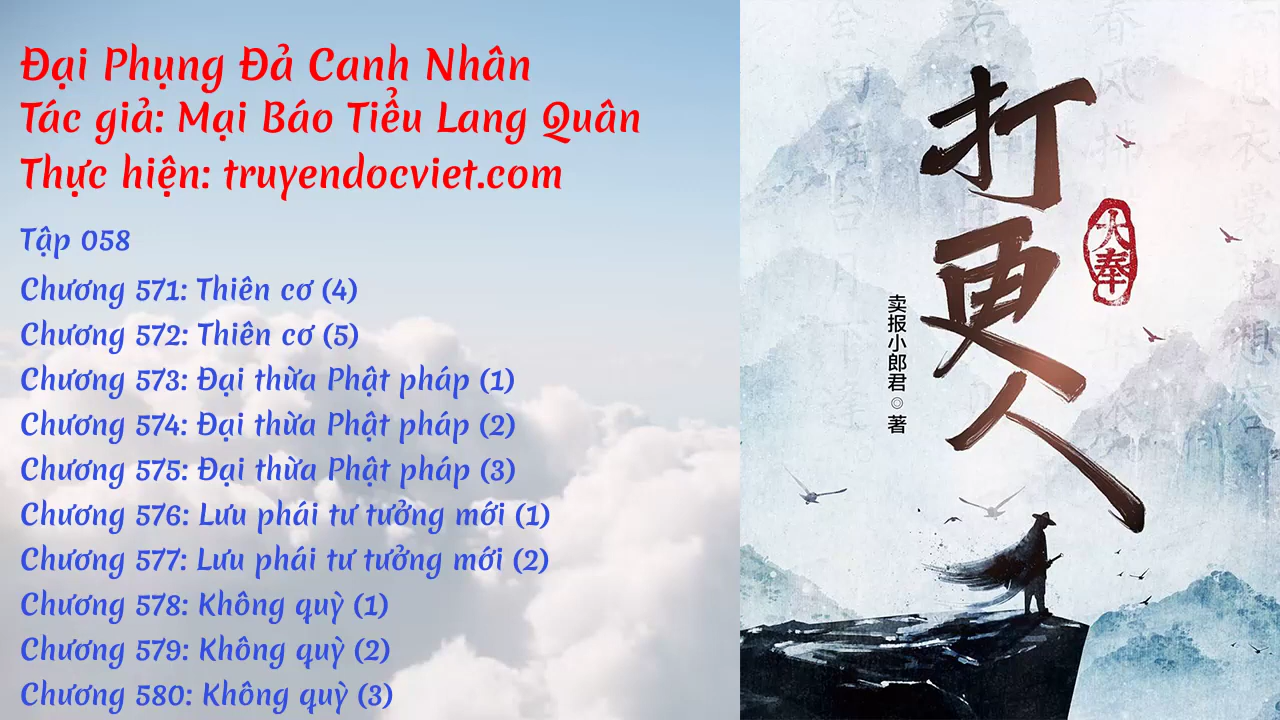 Đại Phụng Đả Canh Nhân
Tác giả: Mại Báo Tiểu Lang Quân
Thực hiện: truyendocviet.com
Tập 058
Chương 571: Thiên cơ (4)
Chương 572: Thiên cơ (5)
Chương 573: Đại thừa Phật pháp (1)
Chương 574: Đại thừa Phật pháp (2)
Chương 575: Đại thừa Phật pháp (3)
Chương 576: Lưu phái tư tưởng mới (1)
Chương 577: Lưu phái tư tưởng mới (2)
Chương 578: Không quỳ (1)
Chương 579: Không quỳ (2)
Chương 580: Không quỳ (3)
打更人
大奉
卖报小郎君◎著